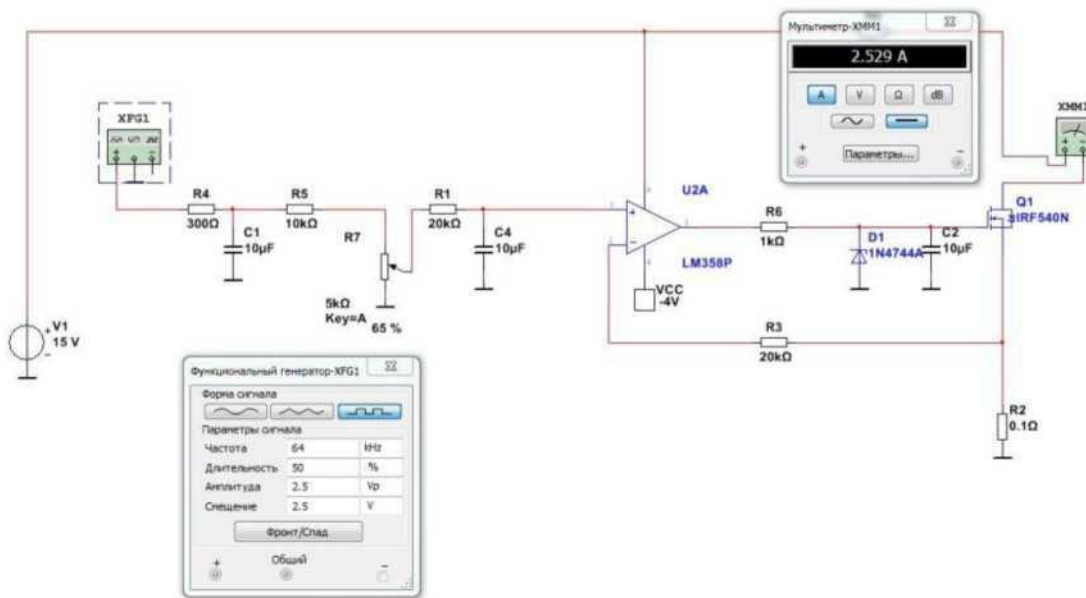 Мультиметр-XMM1
2.529 A
A V Ω dB
+ Параметры... −
XMM1
+ −
XFG1
+ −
R4
300Ω
C1
10µF
R5
10kΩ
R7
5kΩ
Key=A
65 %
R1
20kΩ
C4
10µF
U2A
+
−
LM358P
VCC
-4V
R6
1kΩ
D1
1N4744A
C2
10µF
Q1
IRF540N
R3
20kΩ
R2
0.1Ω
V1
+
−
15 V
Функциональный генератор-XFG1
Форма сигнала
Параметры сигнала
Частота 64 kHz
Длительность 50 %
Амплитуда 2.5 Vp
Смещение 2.5 V
Фронт/Спад
+ Общий −